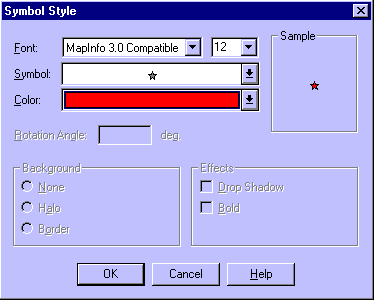 Symbol Style
Font: MapInfo 3.0 Compatible 12 Sample
Symbol:
Color:
Rotation Angle: deg.
Background Effects
None Drop Shadow
Halo Bold
Border
OK Cancel Help